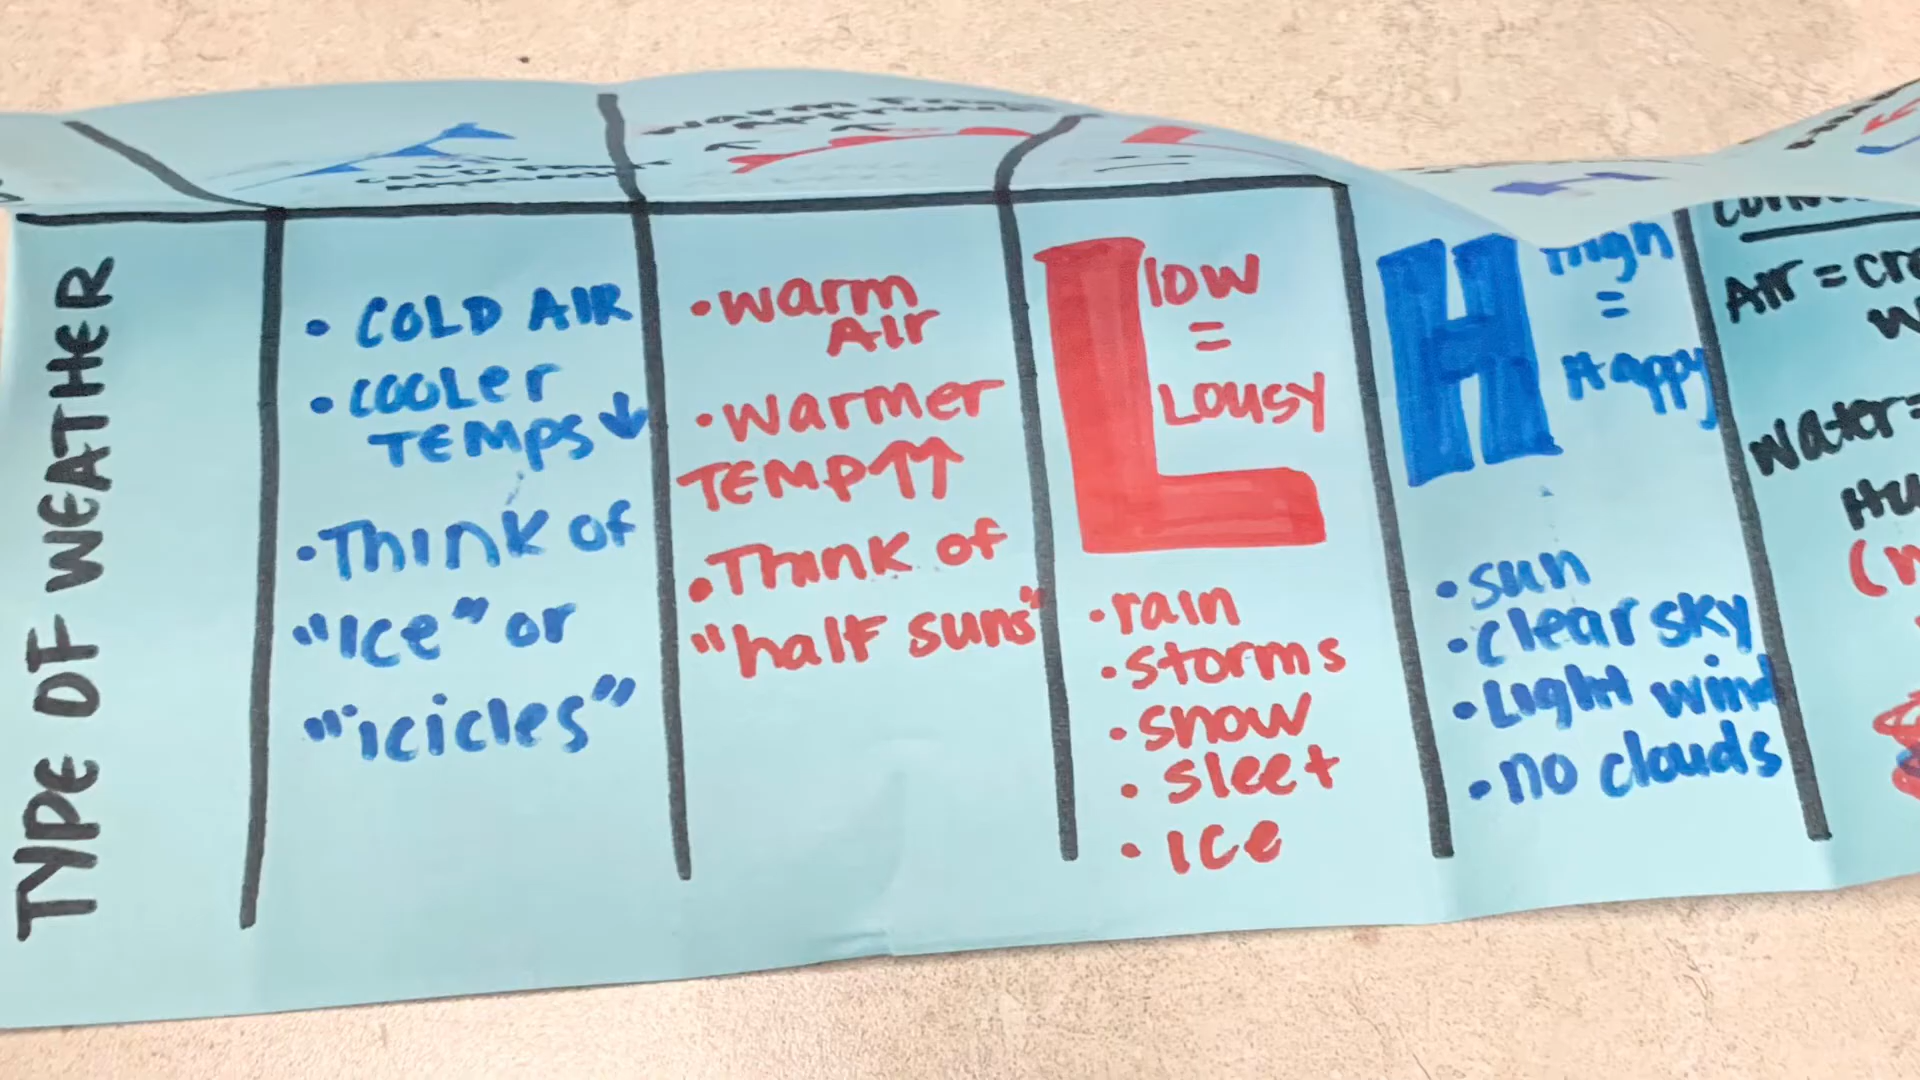 TYPE OF WEATHER
• COLD AIR
• COOLER
TEMPS ↓
• Think of
"Ice" or
"icicles"
• warm
Air
• warmer
TEMP ↑↑
• Think of
"half suns"
L low
=
Lousy
• rain
• storms
• snow
• sleet
• Ice
H High
=
Happy
• sun
• clear sky
• Light wind
• no clouds
Air =
Water =